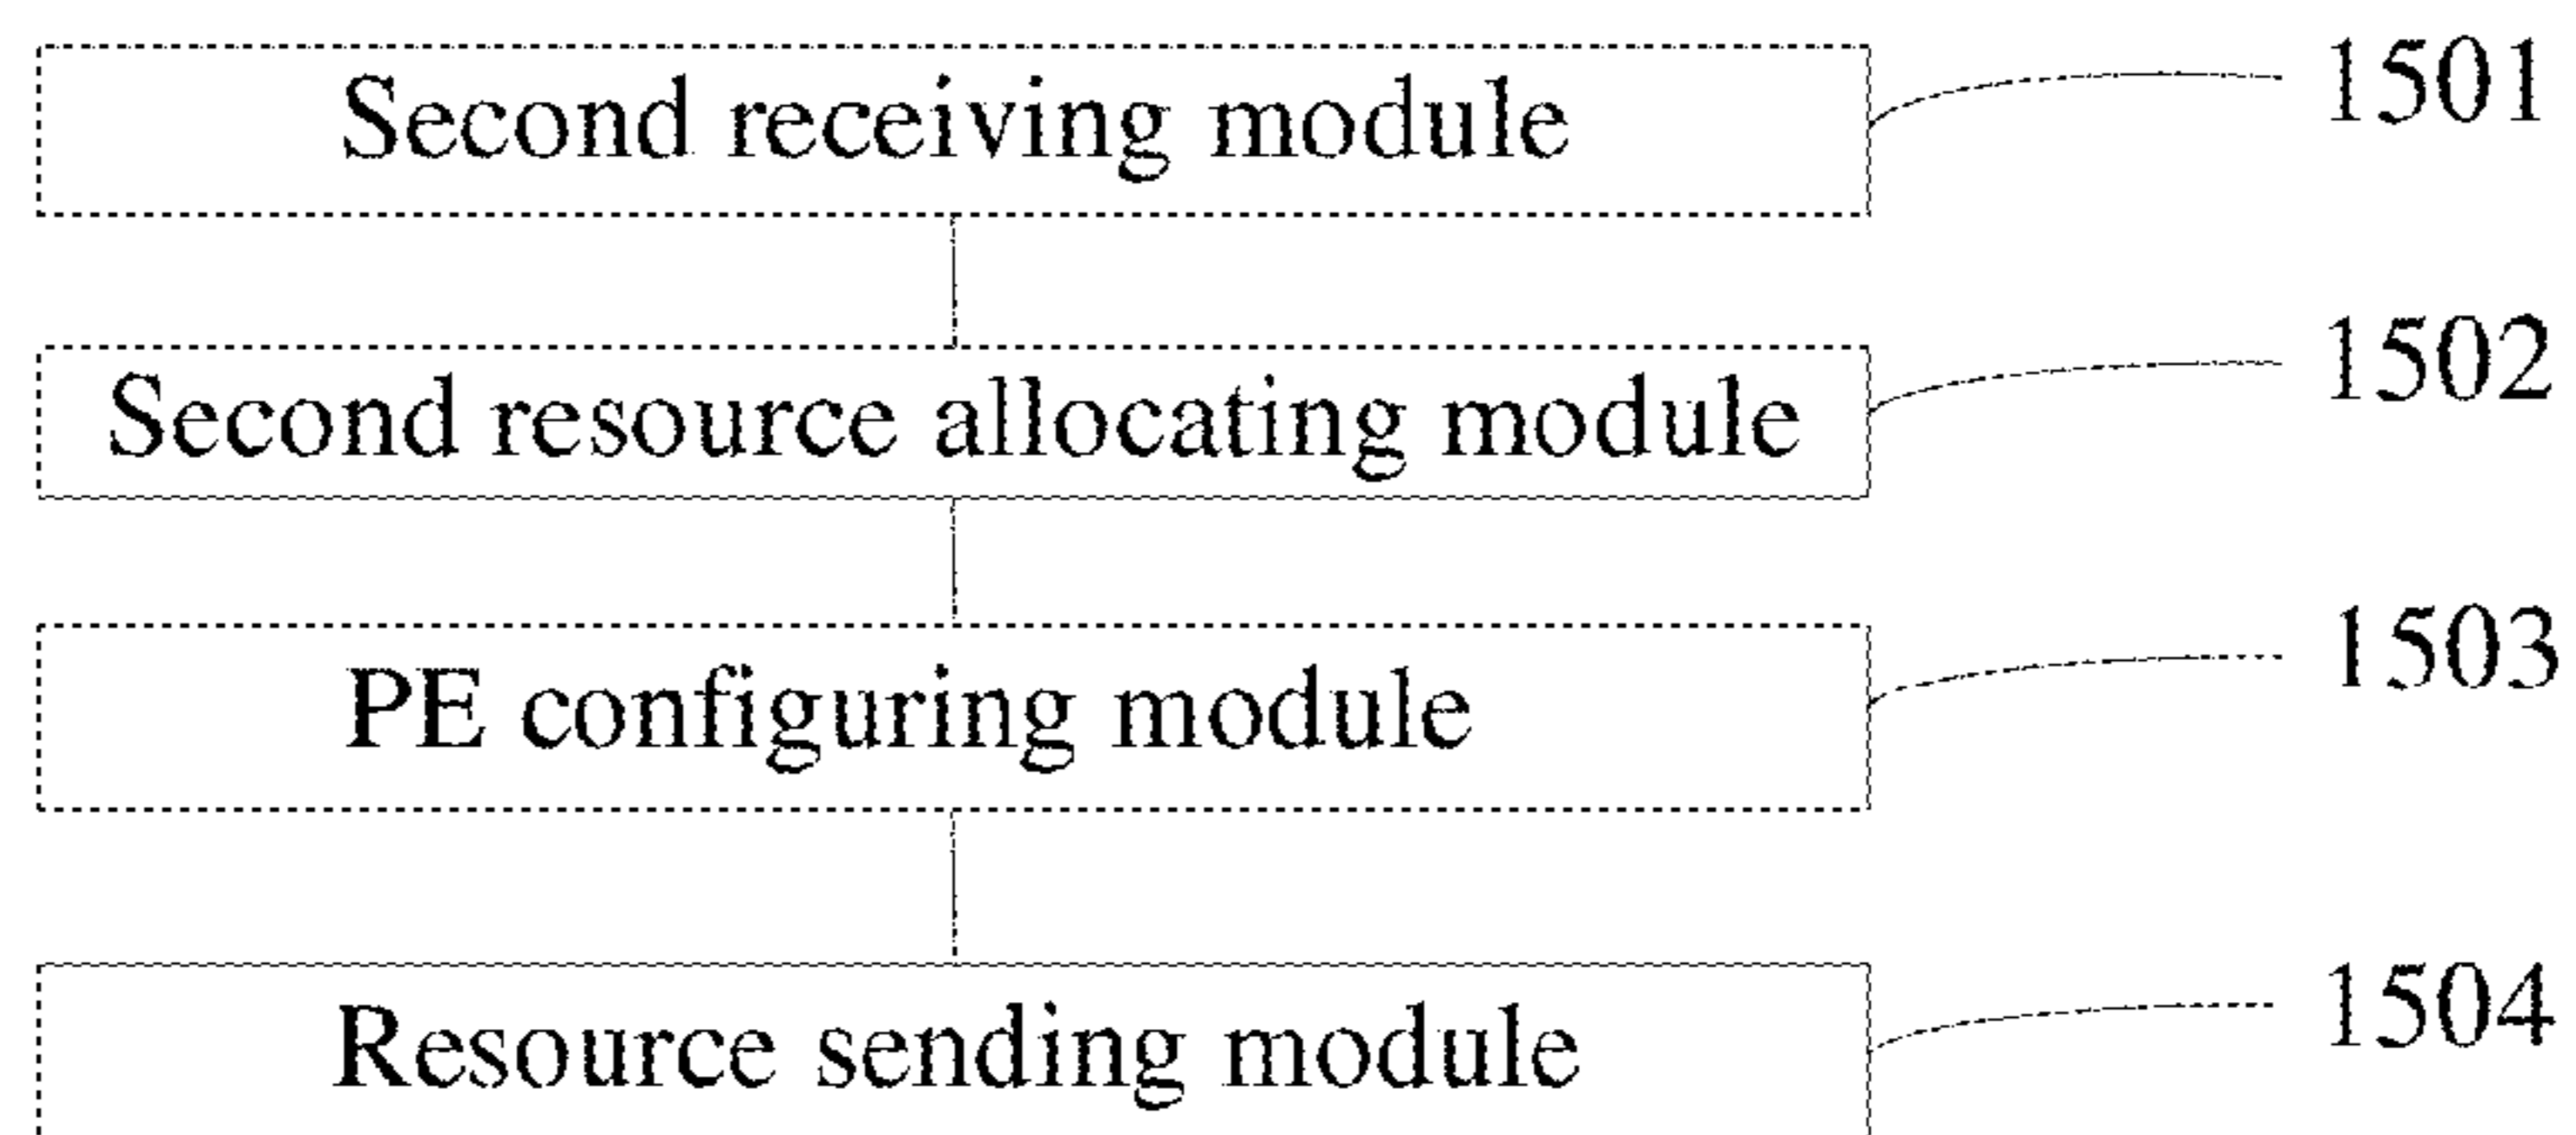 Second receiving module 1501
Second resource allocating module 1502
PE configuring module 1503
Resource sending module 1504